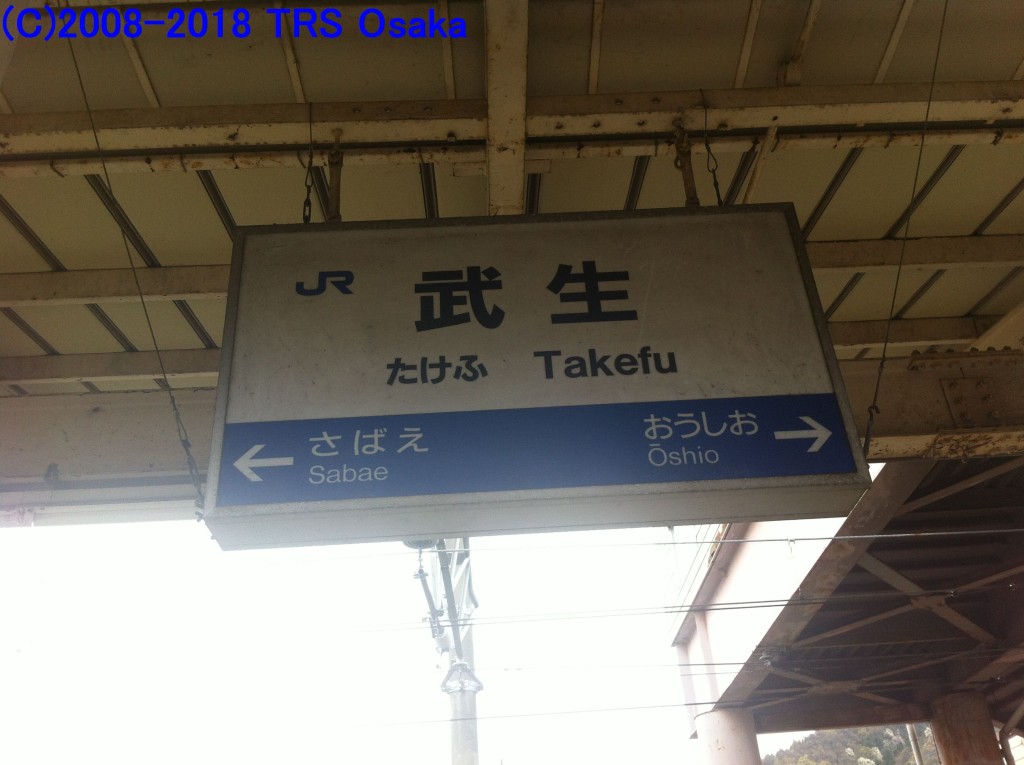 (C)2008-2018 TRS Osaka
JR 武生
たけふ Takefu
← さばえ おうしお →
Sabae Ōshio